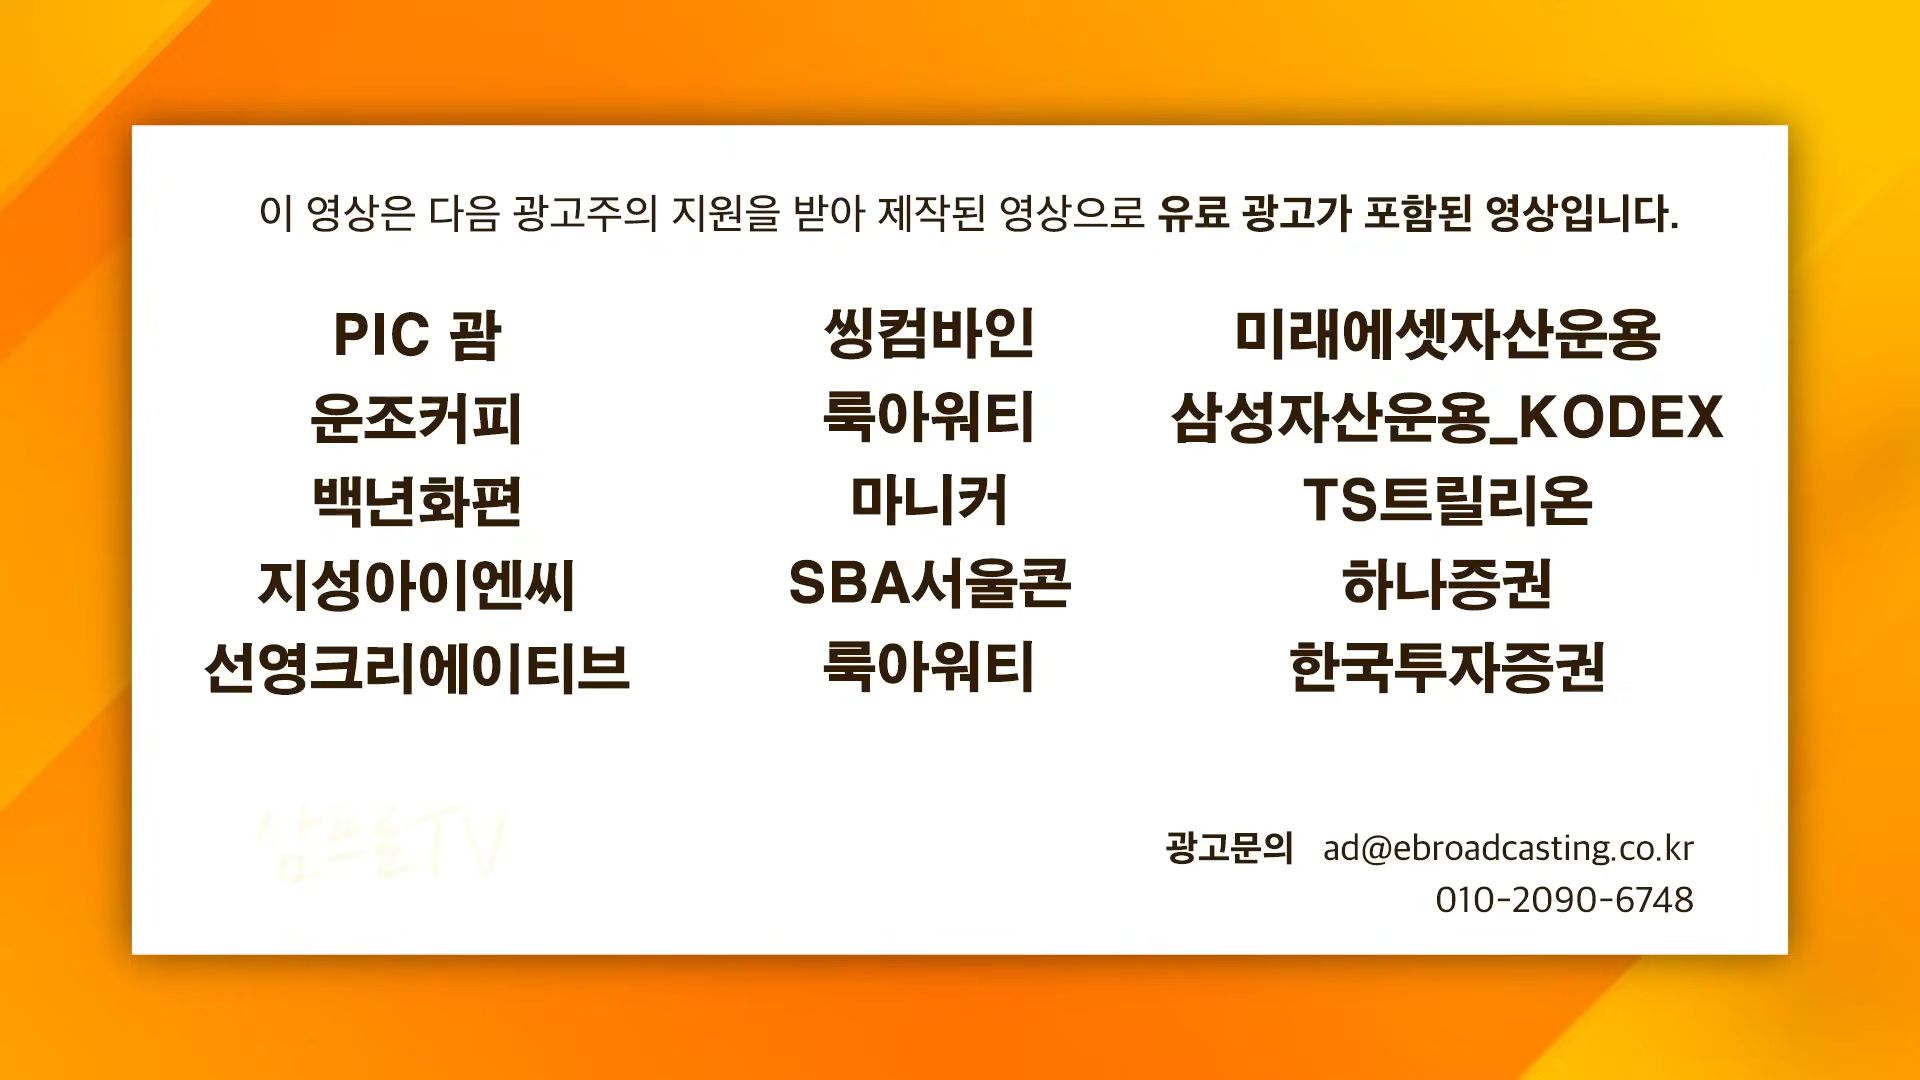 이 영상은 다음 광고주의 지원을 받아 제작된 영상으로 유료 광고가 포함된 영상입니다.
PIC 괌
운조커피
백년화편
지성아이엔씨
선영크리에이티브
씽컴바인
룩아워티
마니커
SBA서울콘
룩아워티
미래에셋자산운용
삼성자산운용_KODEX
TS트릴리온
하나증권
한국투자증권
삼프로TV
광고문의 ad@ebroadcasting.co.kr
010-2090-6748